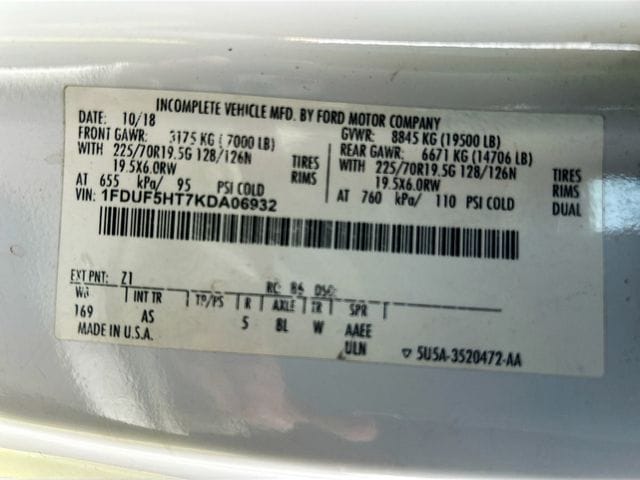 INCOMPLETE VEHICLE MFD. BY FORD MOTOR COMPANY
DATE: 10/18 GVWR: 8845 KG (19500 LB)
FRONT GAWR: 3175 KG ( 7000 LB) REAR GAWR: 6671 KG (14706 LB)
WITH 225/70R19.5G 128/126N TIRES WITH 225/70R19.5G 128/126N TIRES
19.5X6.0RW RIMS 19.5X6.0RW RIMS
AT 655 kPa/ 95 PSI COLD AT 760 kPa/ 110 PSI COLD DUAL
VIN: 1FDUF5HT7KDA06932
EXT PNT: Z1 RC: 84 DSO:
WB INT TR TP/PS R AXLE TR SPR
169 AS 5 8L W AAEE
MADE IN U.S.A. ULN 5U5A-3520472-AA